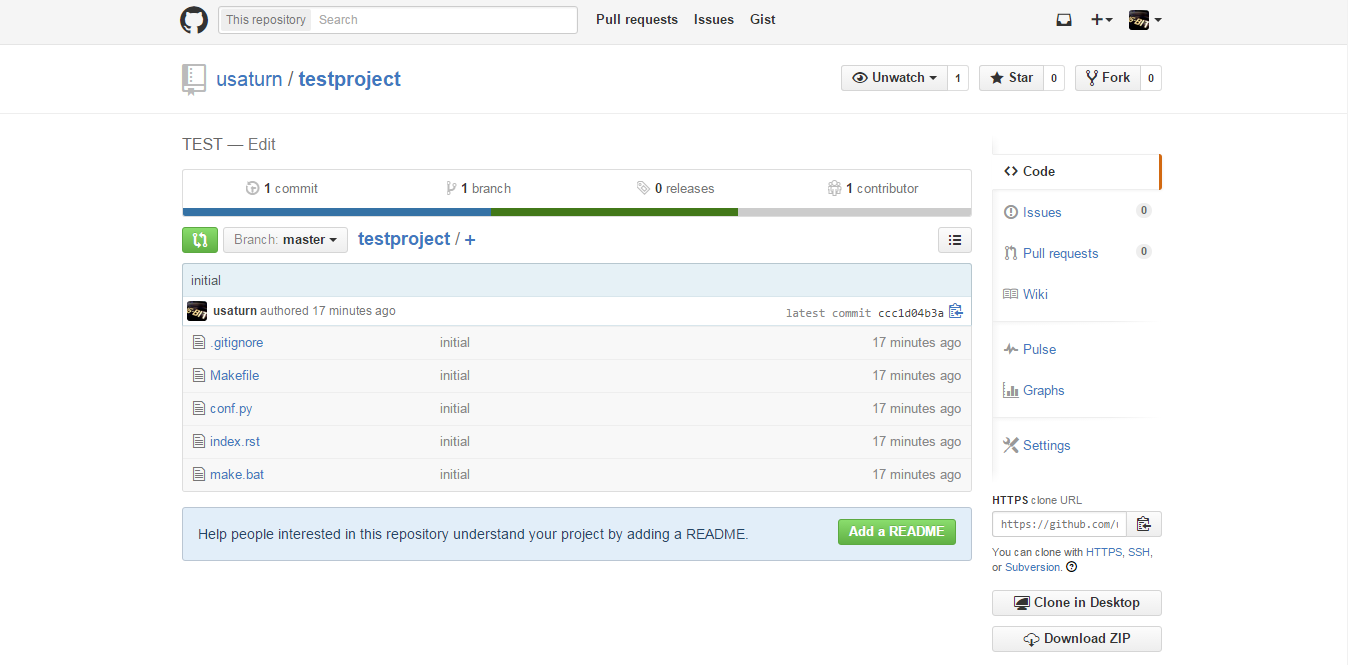 This repository Search Pull requests Issues Gist
usaturn / testproject Unwatch 1 Star 0 Fork 0
TEST — Edit
1 commit 1 branch 0 releases 1 contributor
Branch: master testproject / +
initial
usaturn authored 17 minutes ago latest commit ccc1d04b3a
.gitignore initial 17 minutes ago
Makefile initial 17 minutes ago
conf.py initial 17 minutes ago
index.rst initial 17 minutes ago
make.bat initial 17 minutes ago
Help people interested in this repository understand your project by adding a README. Add a README
Code
Issues 0
Pull requests 0
Wiki
Pulse
Graphs
Settings
HTTPS clone URL
https://github.com/
You can clone with HTTPS, SSH,
or Subversion.
Clone in Desktop
Download ZIP